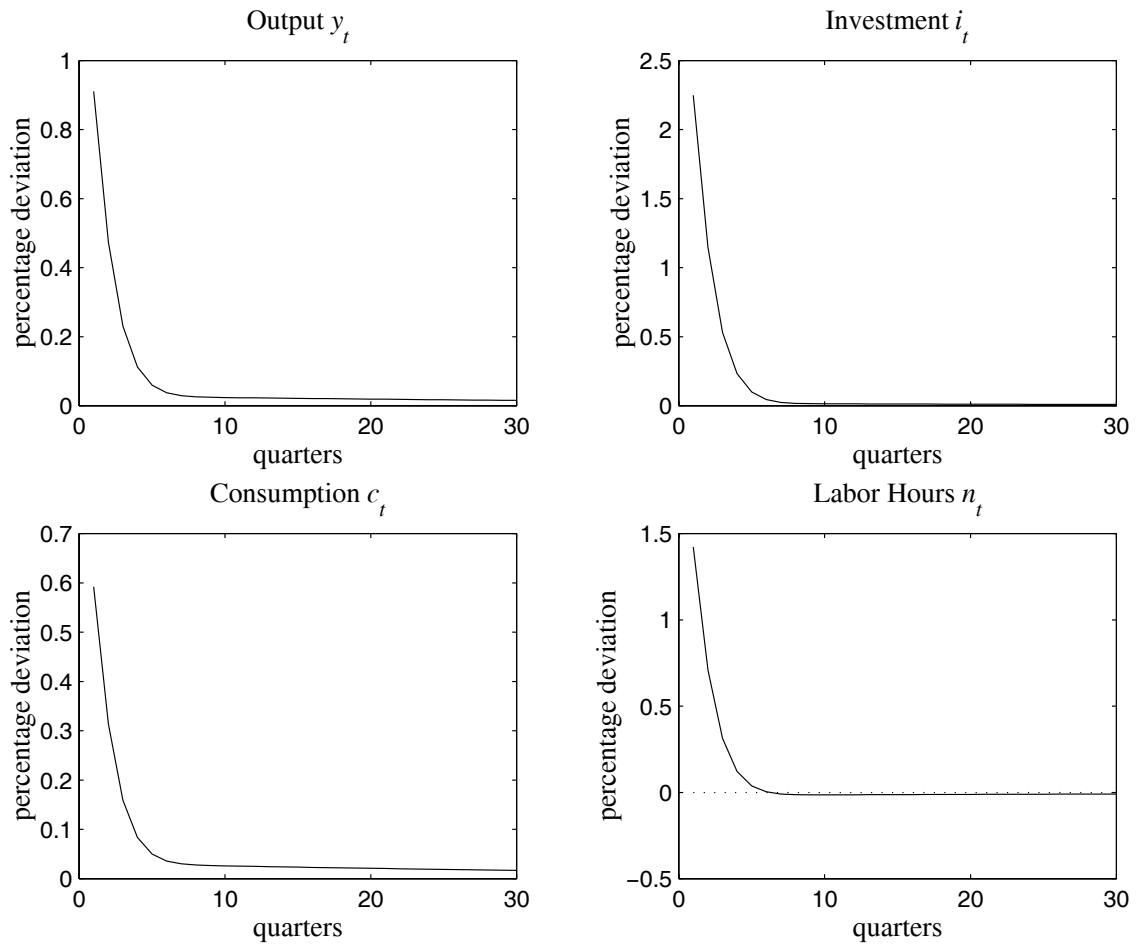 Output y_t
1
0.8
0.6
0.4
0.2
0
percentage deviation
0 10 20 30
quarters
Investment i_t
2.5
2
1.5
1
0.5
0
percentage deviation
0 10 20 30
quarters
Consumption c_t
0.7
0.6
0.5
0.4
0.3
0.2
0.1
0
percentage deviation
0 10 20 30
quarters
Labor Hours n_t
1.5
1
0.5
0
−0.5
percentage deviation
0 10 20 30
quarters